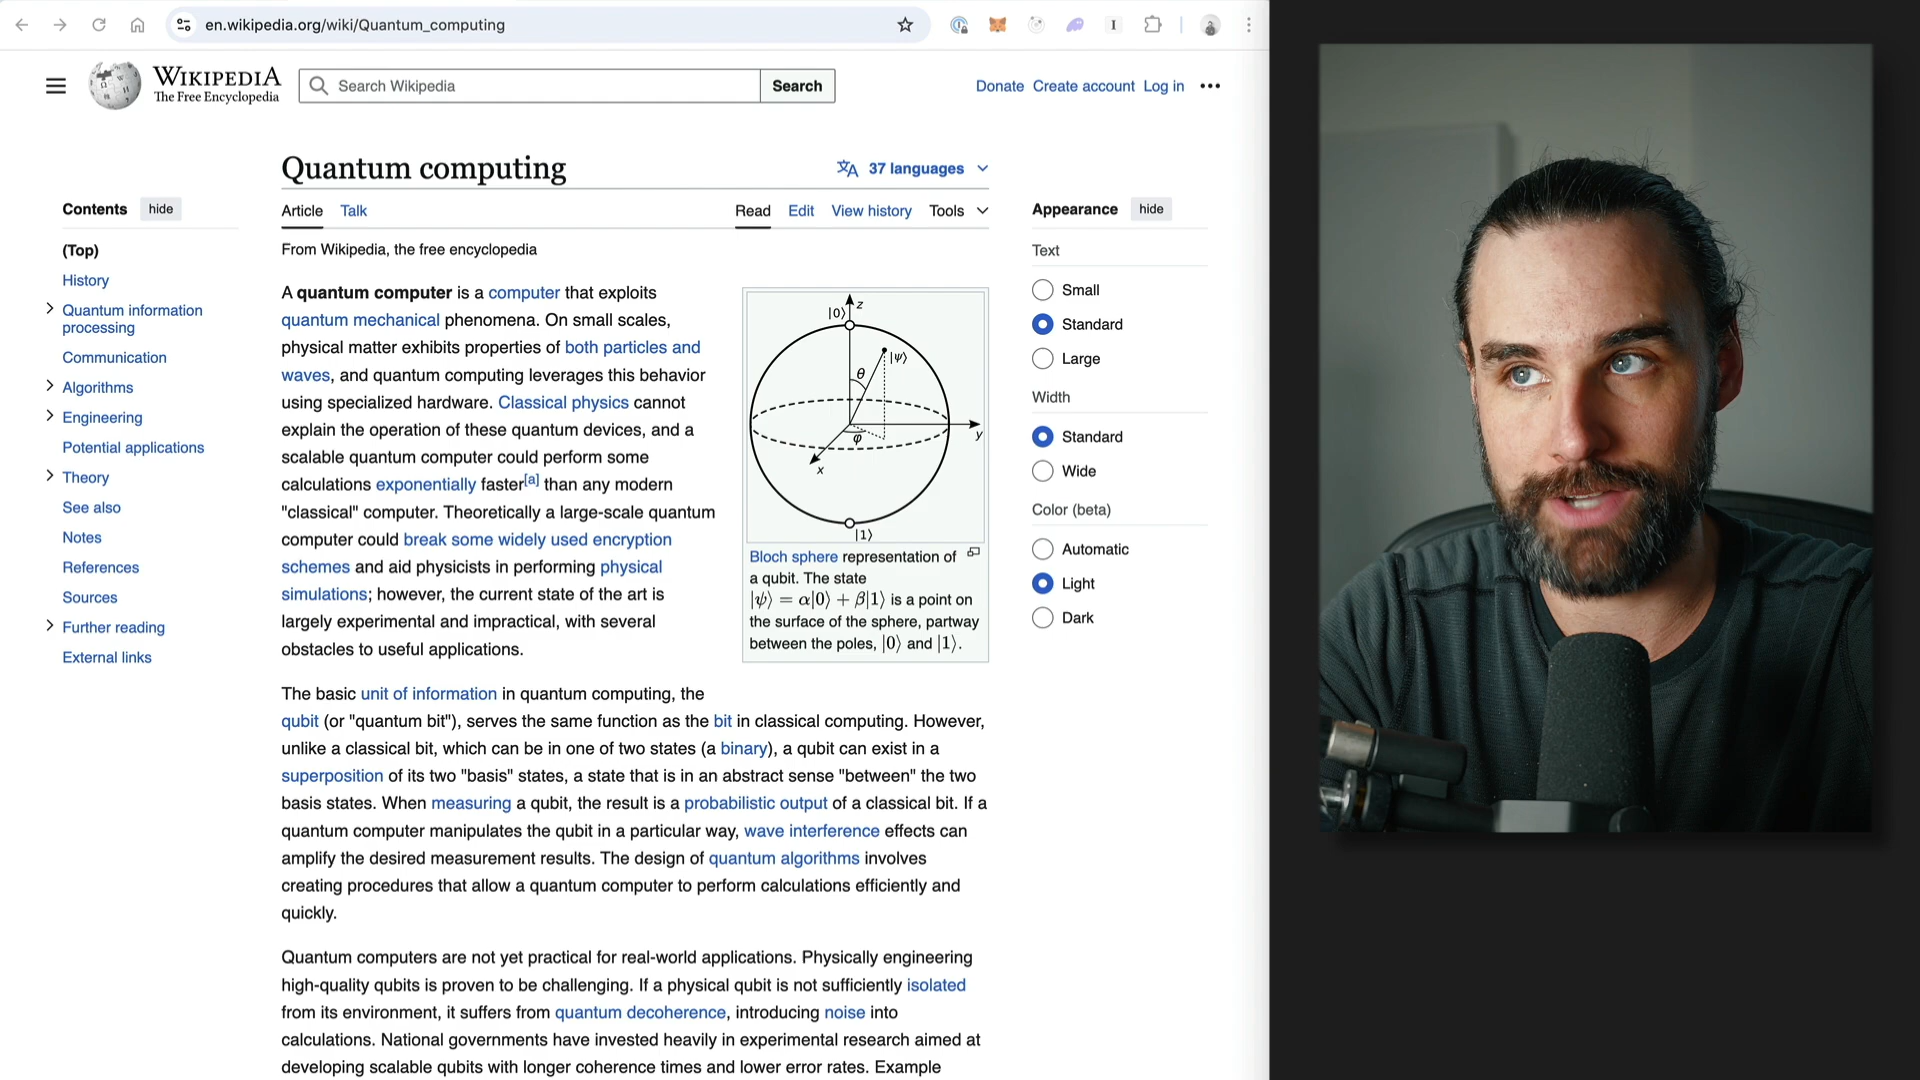 en.wikipedia.org/wiki/Quantum_computing
WIKIPEDIA
The Free Encyclopedia
Search Wikipedia
Search
Donate Create account Log in
Quantum computing
37 languages
Contents hide
(Top)
History
Quantum information
processing
Communication
Algorithms
Engineering
Potential applications
Theory
See also
Notes
References
Sources
Further reading
External links
Article Talk
Read Edit View history Tools
From Wikipedia, the free encyclopedia
A quantum computer is a computer that exploits
quantum mechanical phenomena. On small scales,
physical matter exhibits properties of both particles and
waves, and quantum computing leverages this behavior
using specialized hardware. Classical physics cannot
explain the operation of these quantum devices, and a
scalable quantum computer could perform some
calculations exponentially faster[a] than any modern
"classical" computer. Theoretically a large-scale quantum
computer could break some widely used encryption
schemes and aid physicists in performing physical
simulations; however, the current state of the art is
largely experimental and impractical, with several
obstacles to useful applications.
z
|0⟩
|ψ⟩
θ
φ
y
x
|1⟩
Bloch sphere representation of
a qubit. The state
|ψ⟩ = α|0⟩ + β|1⟩ is a point on
the surface of the sphere, partway
between the poles, |0⟩ and |1⟩.
The basic unit of information in quantum computing, the
qubit (or "quantum bit"), serves the same function as the bit in classical computing. However,
unlike a classical bit, which can be in one of two states (a binary), a qubit can exist in a
superposition of its two "basis" states, a state that is in an abstract sense "between" the two
basis states. When measuring a qubit, the result is a probabilistic output of a classical bit. If a
quantum computer manipulates the qubit in a particular way, wave interference effects can
amplify the desired measurement results. The design of quantum algorithms involves
creating procedures that allow a quantum computer to perform calculations efficiently and
quickly.
Quantum computers are not yet practical for real-world applications. Physically engineering
high-quality qubits is proven to be challenging. If a physical qubit is not sufficiently isolated
from its environment, it suffers from quantum decoherence, introducing noise into
calculations. National governments have invested heavily in experimental research aimed at
developing scalable qubits with longer coherence times and lower error rates. Example
Appearance hide
Text
Small
Standard
Large
Width
Standard
Wide
Color (beta)
Automatic
Light
Dark